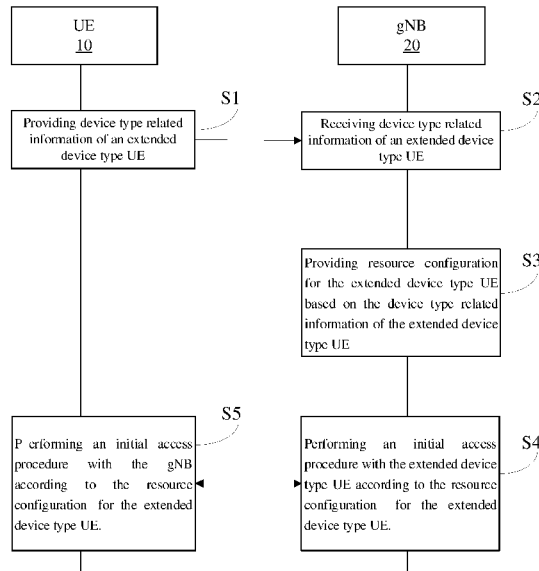 UE
10
gNB
20
S1
S2
Providing device type related
information of an extended
device type UE
Receiving device type related
information of an extended device
type UE
S3
Providing resource configuration
for the extended device type UE
based on the device type related
information of the extended device
type UE
S5
S4
P erforming an initial access
procedure with the gNB
according to the resource
configuration for the extended
device type UE.
Performing an initial access
procedure with the extended device
type UE according to the resource
configuration for the extended
device type UE.